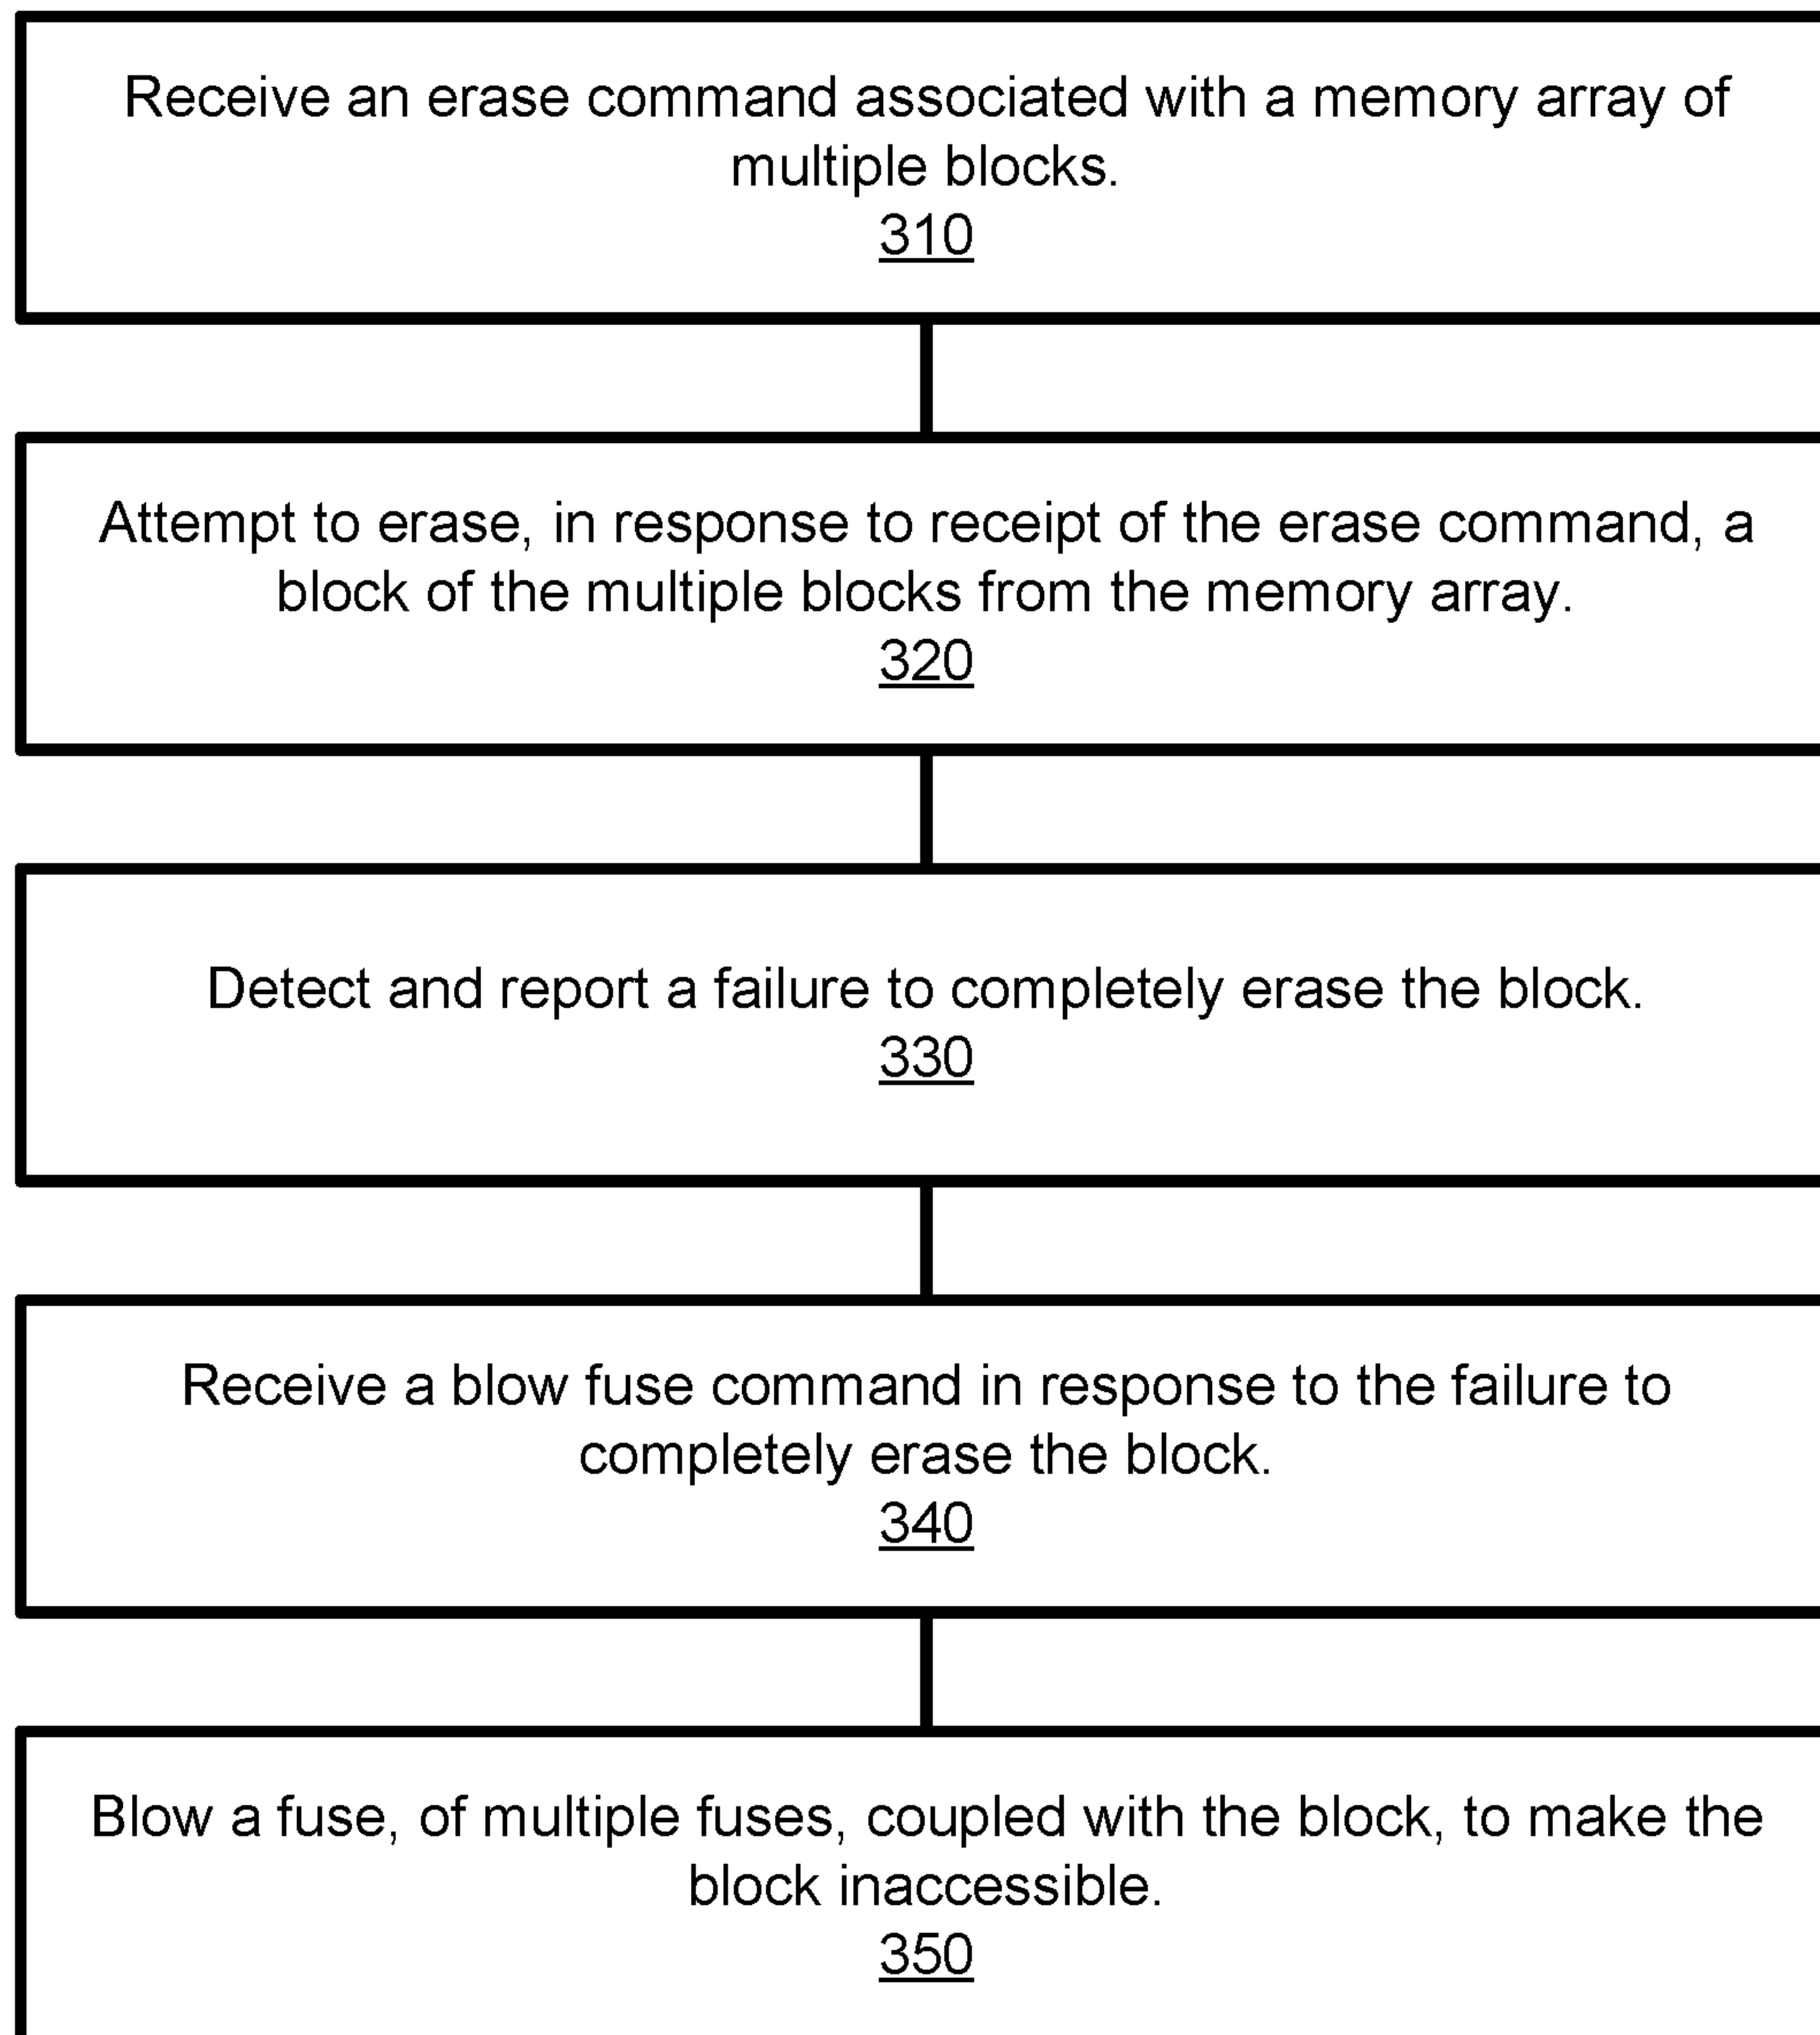 Receive an erase command associated with a memory array of
multiple blocks.
310
Attempt to erase, in response to receipt of the erase command, a
block of the multiple blocks from the memory array.
320
Detect and report a failure to completely erase the block.
330
Receive a blow fuse command in response to the failure to
completely erase the block.
340
Blow a fuse, of multiple fuses, coupled with the block, to make the
block inaccessible.
350